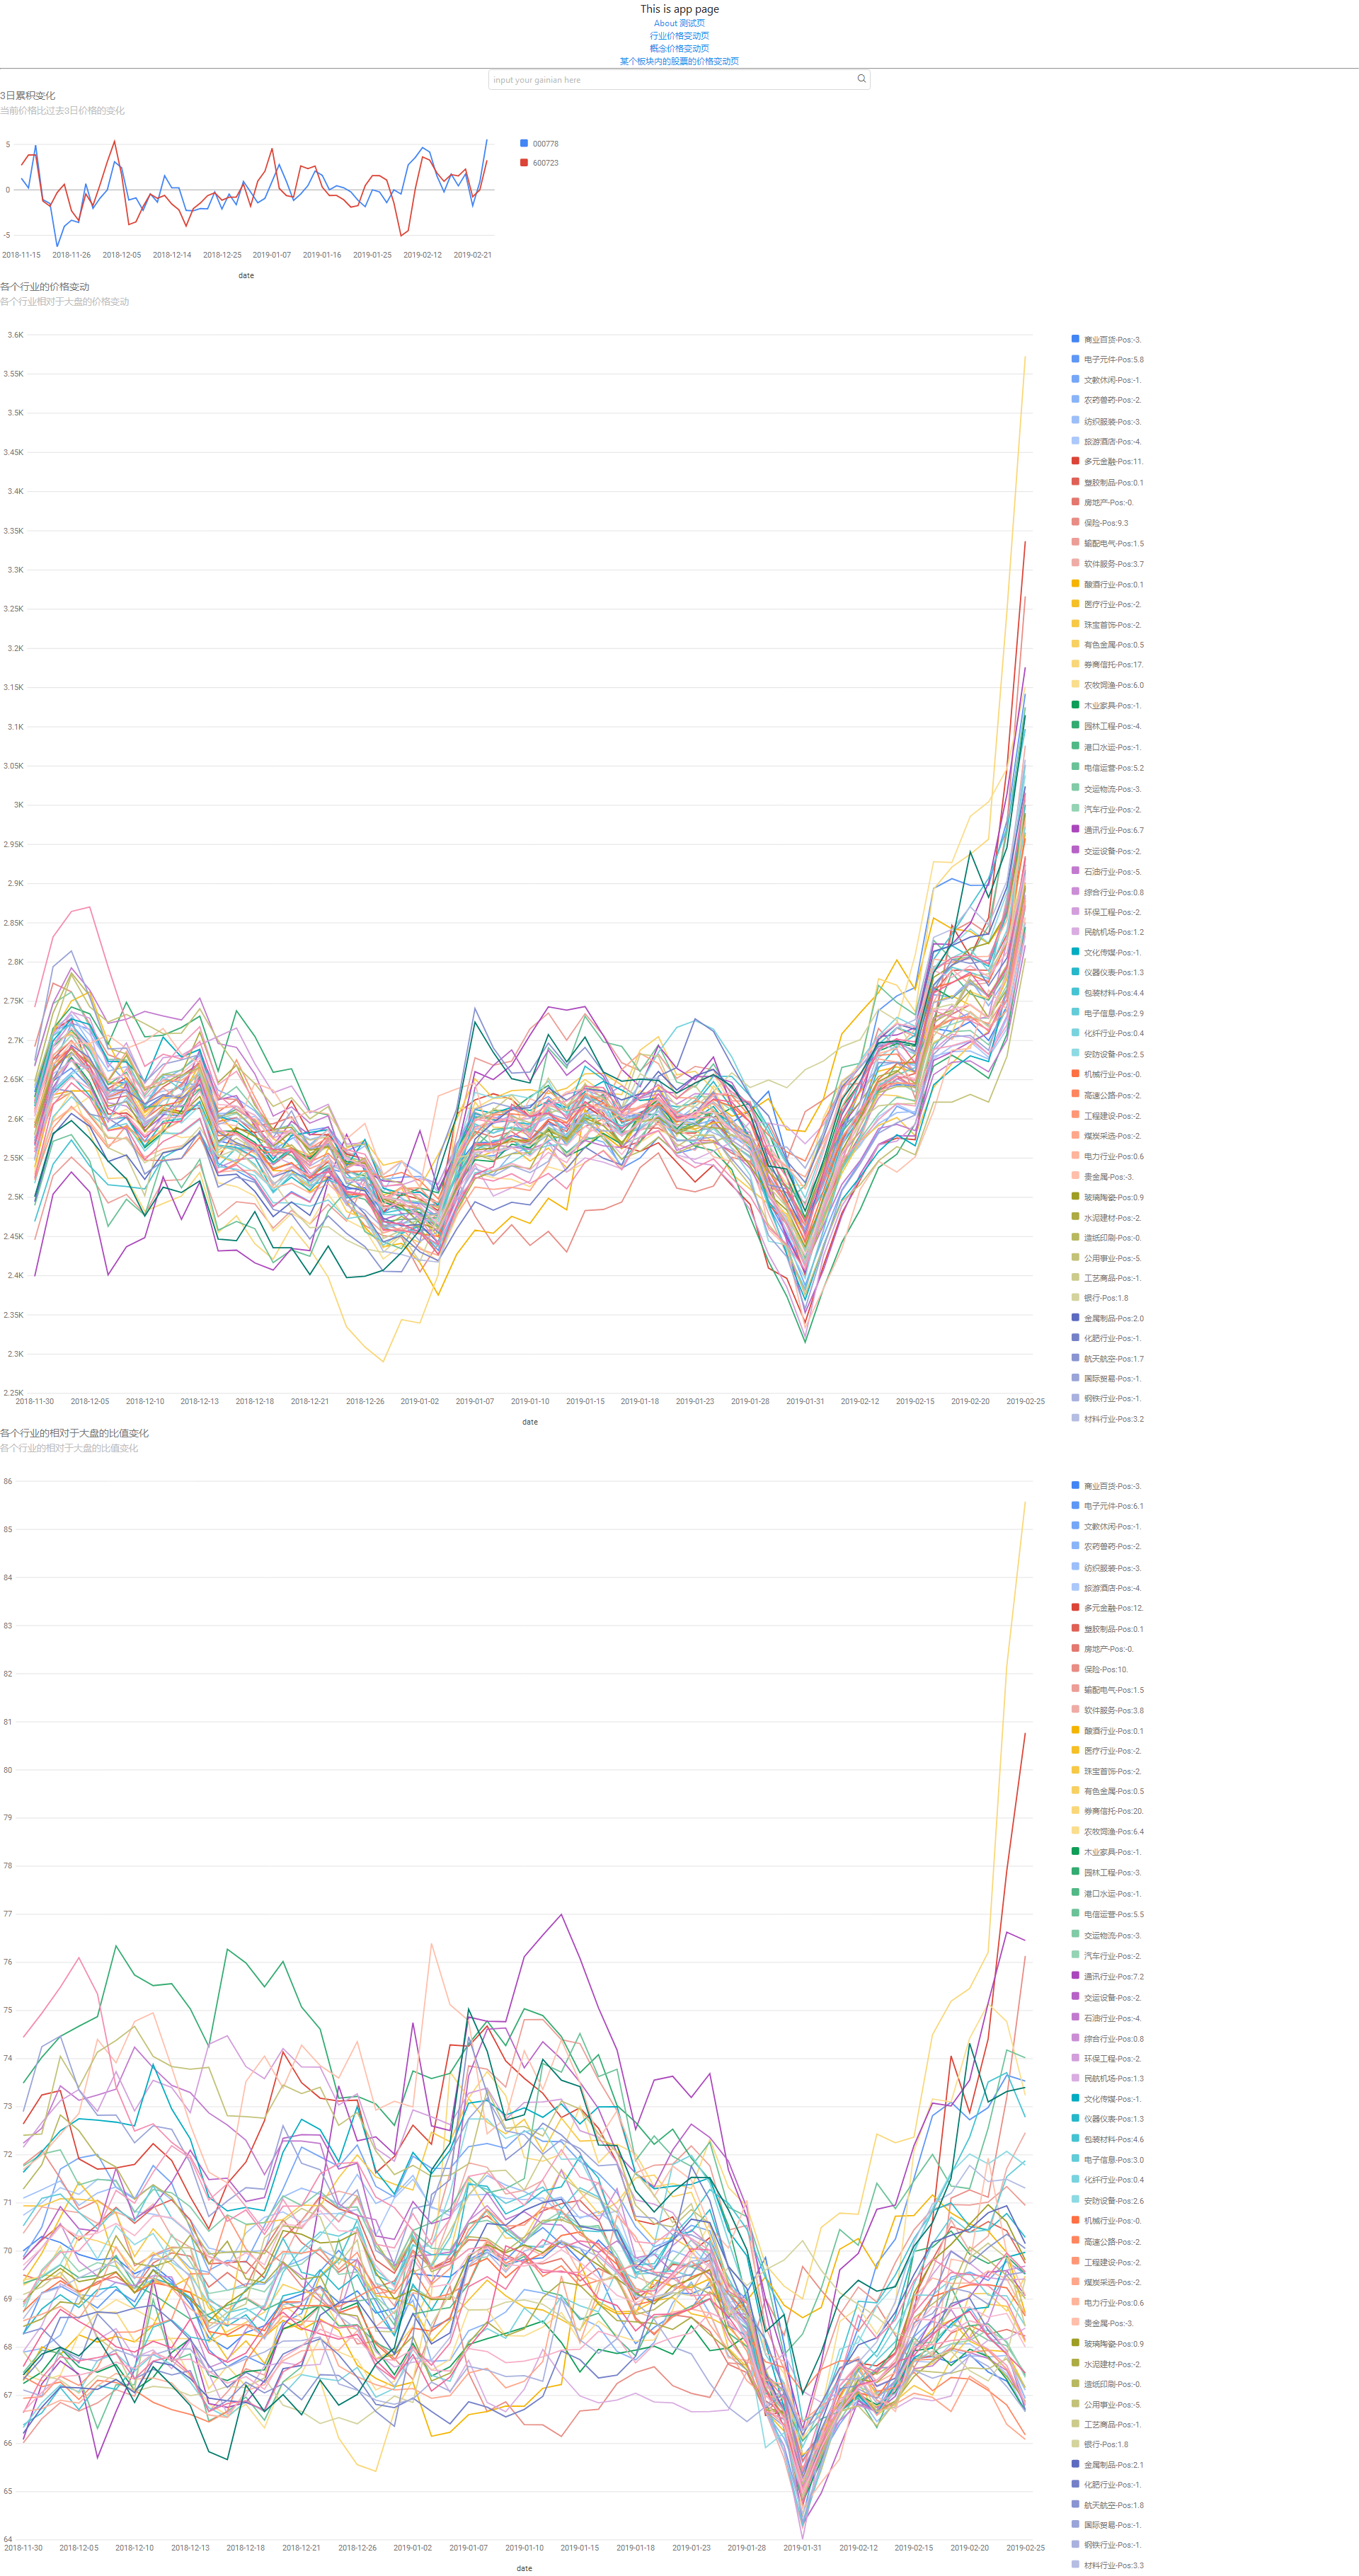 This is app page
About 测试页
行业价格变动页
概念价格变动页
某个板块内的股票的价格变动页
input your gainian here
3日累积变化
当前价格比过去3日价格的变化
5
0
-5
000778
600723
2018-11-15 2018-11-26 2018-12-05 2018-12-14 2018-12-25 2019-01-07 2019-01-16 2019-01-25 2019-02-12 2019-02-21
date
各个行业的价格变动
各个行业相对于大盘的价格变动
3.6K
3.55K
3.5K
3.45K
3.4K
3.35K
3.3K
3.25K
3.2K
3.15K
3.1K
3.05K
3K
2.95K
2.9K
2.85K
2.8K
2.75K
2.7K
2.65K
2.6K
2.55K
2.5K
2.45K
2.4K
2.35K
2.3K
2.25K
商业百货-Pos:-3.
电子元件-Pos:5.8
文教休闲-Pos:-1.
农药兽药-Pos:-2.
纺织服装-Pos:-3.
旅游酒店-Pos:-4.
多元金融-Pos:11.
塑胶制品-Pos:0.1
房地产-Pos:-0.
保险-Pos:9.3
输配电气-Pos:1.5
软件服务-Pos:3.7
酿酒行业-Pos:0.1
医疗行业-Pos:-2.
珠宝首饰-Pos:-2.
有色金属-Pos:0.5
券商信托-Pos:17.
农牧饲渔-Pos:6.0
木业家具-Pos:-1.
园林工程-Pos:-4.
港口水运-Pos:-1.
电信运营-Pos:5.2
交运物流-Pos:-3.
汽车行业-Pos:-2.
通讯行业-Pos:6.7
交运设备-Pos:-2.
石油行业-Pos:-5.
综合行业-Pos:0.8
环保工程-Pos:-2.
民航机场-Pos:1.2
文化传媒-Pos:-1.
仪器仪表-Pos:1.3
包装材料-Pos:4.4
电子信息-Pos:2.9
化纤行业-Pos:0.4
安防设备-Pos:2.5
机械行业-Pos:-0.
高速公路-Pos:-2.
工程建设-Pos:-2.
煤炭采选-Pos:-2.
电力行业-Pos:0.6
贵金属-Pos:-3.
玻璃陶瓷-Pos:0.9
水泥建材-Pos:-2.
造纸印刷-Pos:-0.
公用事业-Pos:-5.
工艺商品-Pos:-1.
银行-Pos:1.8
金属制品-Pos:2.0
化肥行业-Pos:-1.
航天航空-Pos:1.7
国际贸易-Pos:-1.
钢铁行业-Pos:-1.
材料行业-Pos:3.2
2018-11-30 2018-12-05 2018-12-10 2018-12-13 2018-12-18 2018-12-21 2018-12-26 2019-01-02 2019-01-07 2019-01-10 2019-01-15 2019-01-18 2019-01-23 2019-01-28 2019-01-31 2019-02-12 2019-02-15 2019-02-20 2019-02-25
date
各个行业的相对于大盘的比值变化
各个行业的相对于大盘的比值变化
86
85
84
83
82
81
80
79
78
77
76
75
74
73
72
71
70
69
68
67
66
65
64
商业百货-Pos:-3.
电子元件-Pos:6.1
文教休闲-Pos:-1.
农药兽药-Pos:-2.
纺织服装-Pos:-3.
旅游酒店-Pos:-4.
多元金融-Pos:12.
塑胶制品-Pos:0.1
房地产-Pos:-0.
保险-Pos:10.
输配电气-Pos:1.5
软件服务-Pos:3.8
酿酒行业-Pos:0.1
医疗行业-Pos:-2.
珠宝首饰-Pos:-2.
有色金属-Pos:0.5
券商信托-Pos:20.
农牧饲渔-Pos:6.4
木业家具-Pos:-1.
园林工程-Pos:-3.
港口水运-Pos:-1.
电信运营-Pos:5.5
交运物流-Pos:-3.
汽车行业-Pos:-2.
通讯行业-Pos:7.2
交运设备-Pos:-2.
石油行业-Pos:-4.
综合行业-Pos:0.8
环保工程-Pos:-2.
民航机场-Pos:1.3
文化传媒-Pos:-1.
仪器仪表-Pos:1.3
包装材料-Pos:4.6
电子信息-Pos:3.0
化纤行业-Pos:0.4
安防设备-Pos:2.6
机械行业-Pos:-0.
高速公路-Pos:-2.
工程建设-Pos:-2.
煤炭采选-Pos:-2.
电力行业-Pos:0.6
贵金属-Pos:-3.
玻璃陶瓷-Pos:0.9
水泥建材-Pos:-2.
造纸印刷-Pos:-0.
公用事业-Pos:-5.
工艺商品-Pos:-1.
银行-Pos:1.8
金属制品-Pos:2.1
化肥行业-Pos:-1.
航天航空-Pos:1.8
国际贸易-Pos:-1.
钢铁行业-Pos:-1.
材料行业-Pos:3.3
2018-11-30 2018-12-05 2018-12-10 2018-12-13 2018-12-18 2018-12-21 2018-12-26 2019-01-02 2019-01-07 2019-01-10 2019-01-15 2019-01-18 2019-01-23 2019-01-28 2019-01-31 2019-02-12 2019-02-15 2019-02-20 2019-02-25
date